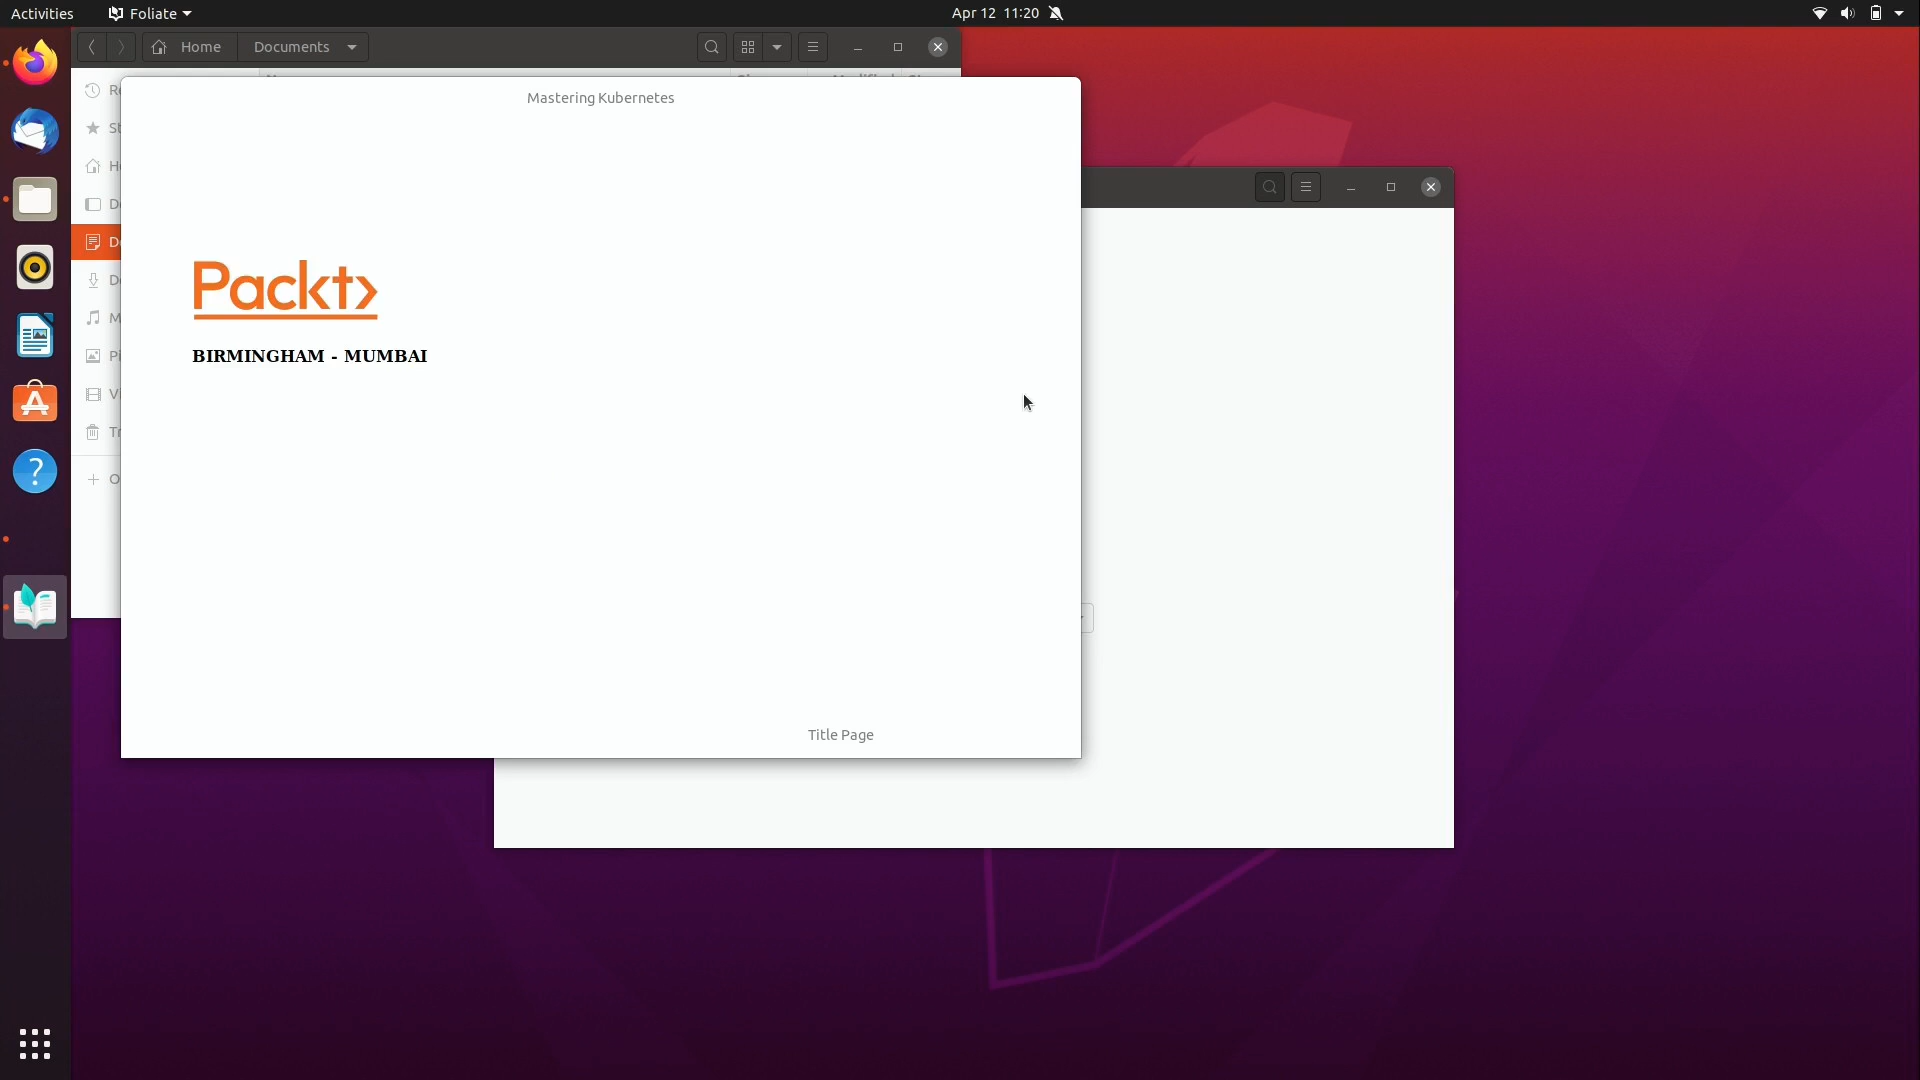 Activities
Foliate
Apr 12 11:20
Home
Documents
Mastering Kubernetes
Packt
BIRMINGHAM - MUMBAI
Title Page